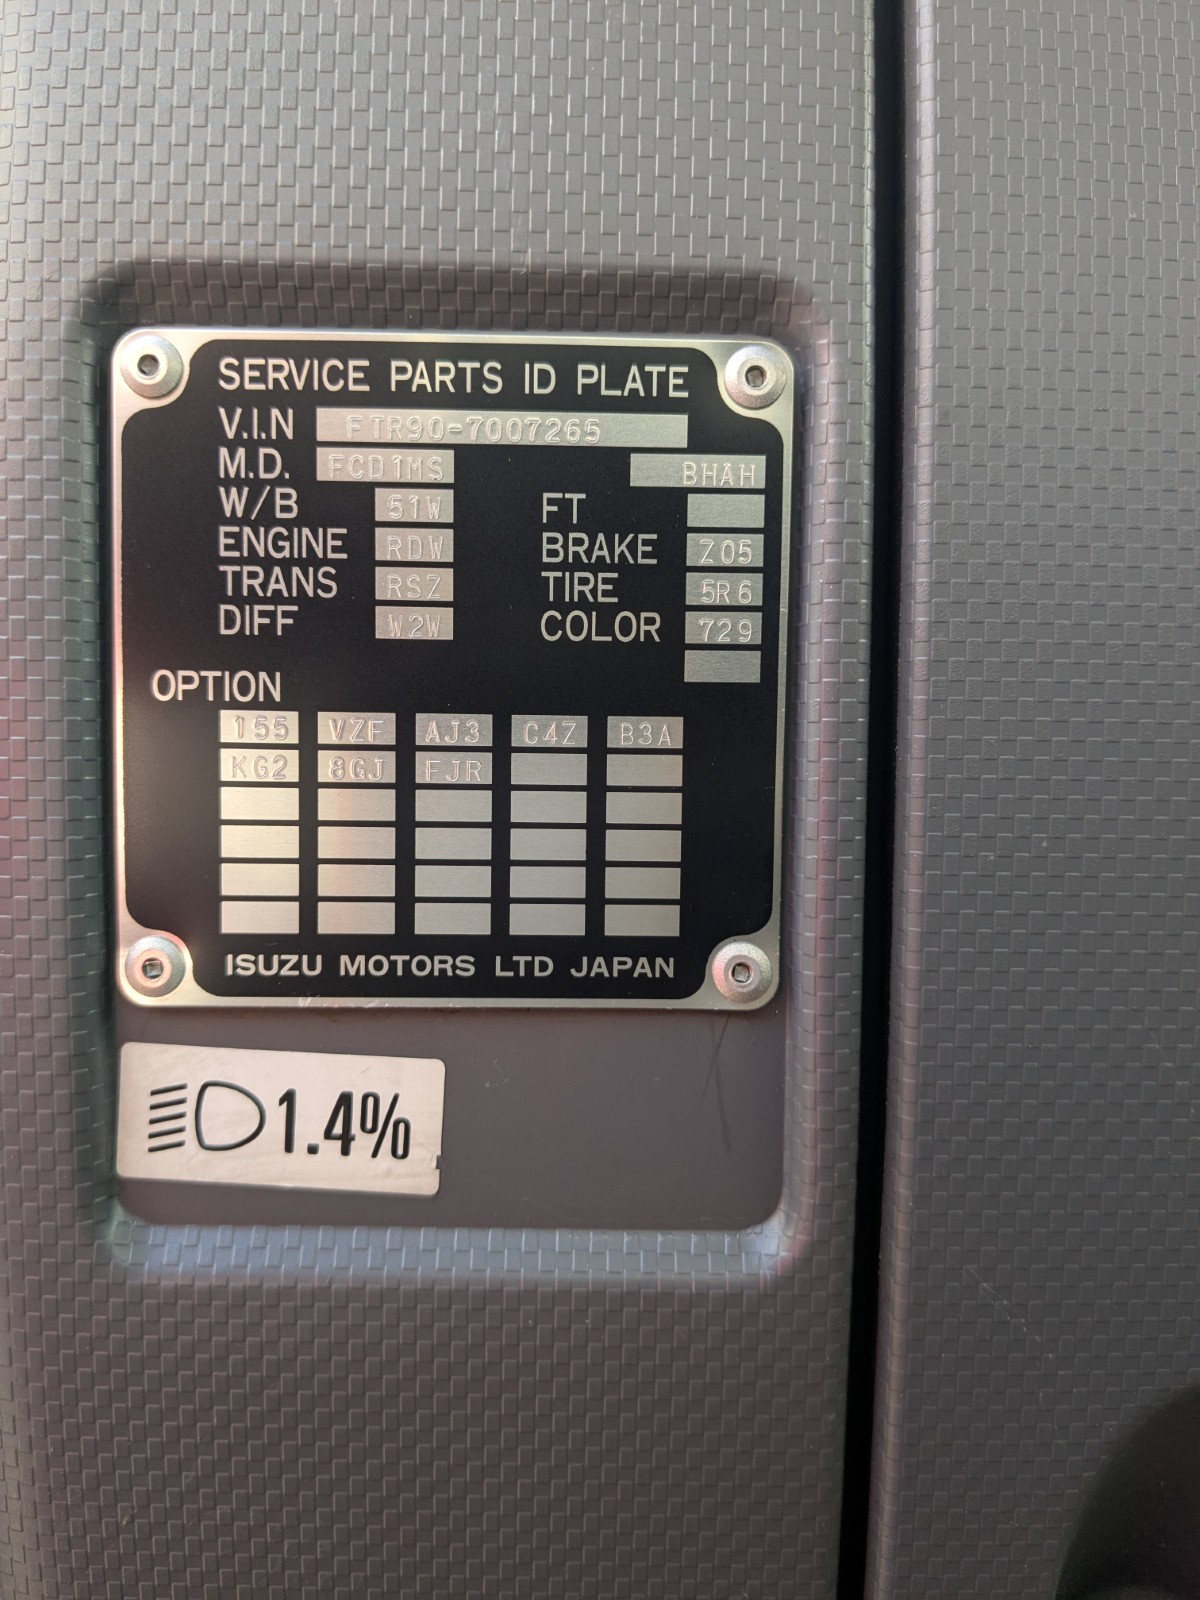 SERVICE PARTS ID PLATE
V.I.N FTR90-7007265
M.D. FCD1MS BHAH
W/B 51W FT
ENGINE RDW BRAKE Z05
TRANS RSZ TIRE 5R6
DIFF W2W COLOR 729
OPTION
155 VZF AJ3 C4Z B3A
KG2 8GJ FJR
ISUZU MOTORS LTD JAPAN
1.4%